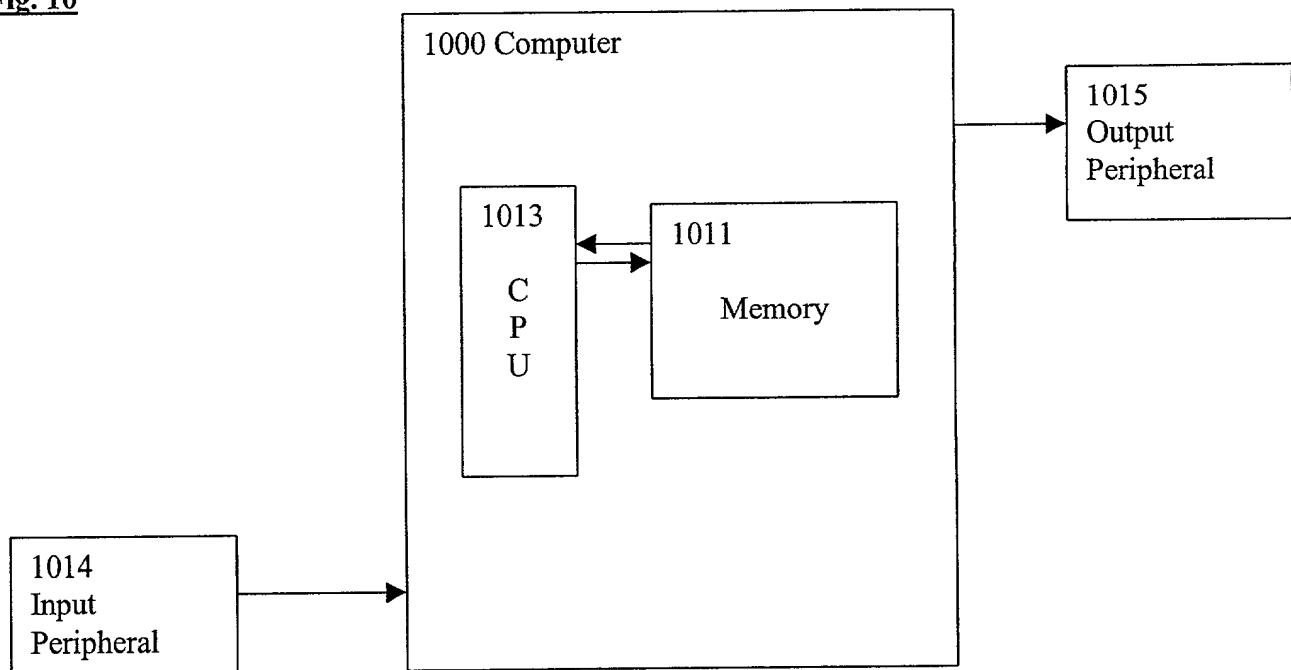 Fig. 10
1000 Computer
1015
Output
Peripheral
1013
C
P
U
1011
Memory
1014
Input
Peripheral